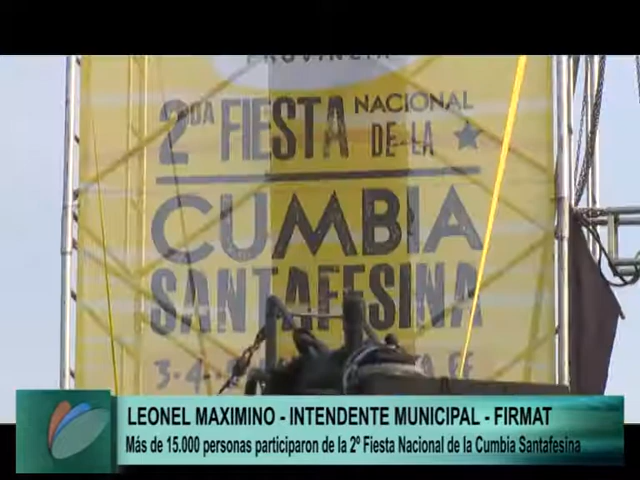 PROVINCIA
2DA FIESTA NACIONAL
DE LA
CUMBIA
SANTAFESINA
LEONEL MAXIMINO - INTENDENTE MUNICIPAL - FIRMAT
Más de 15.000 personas participaron de la 2º Fiesta Nacional de la Cumbia Santafesina